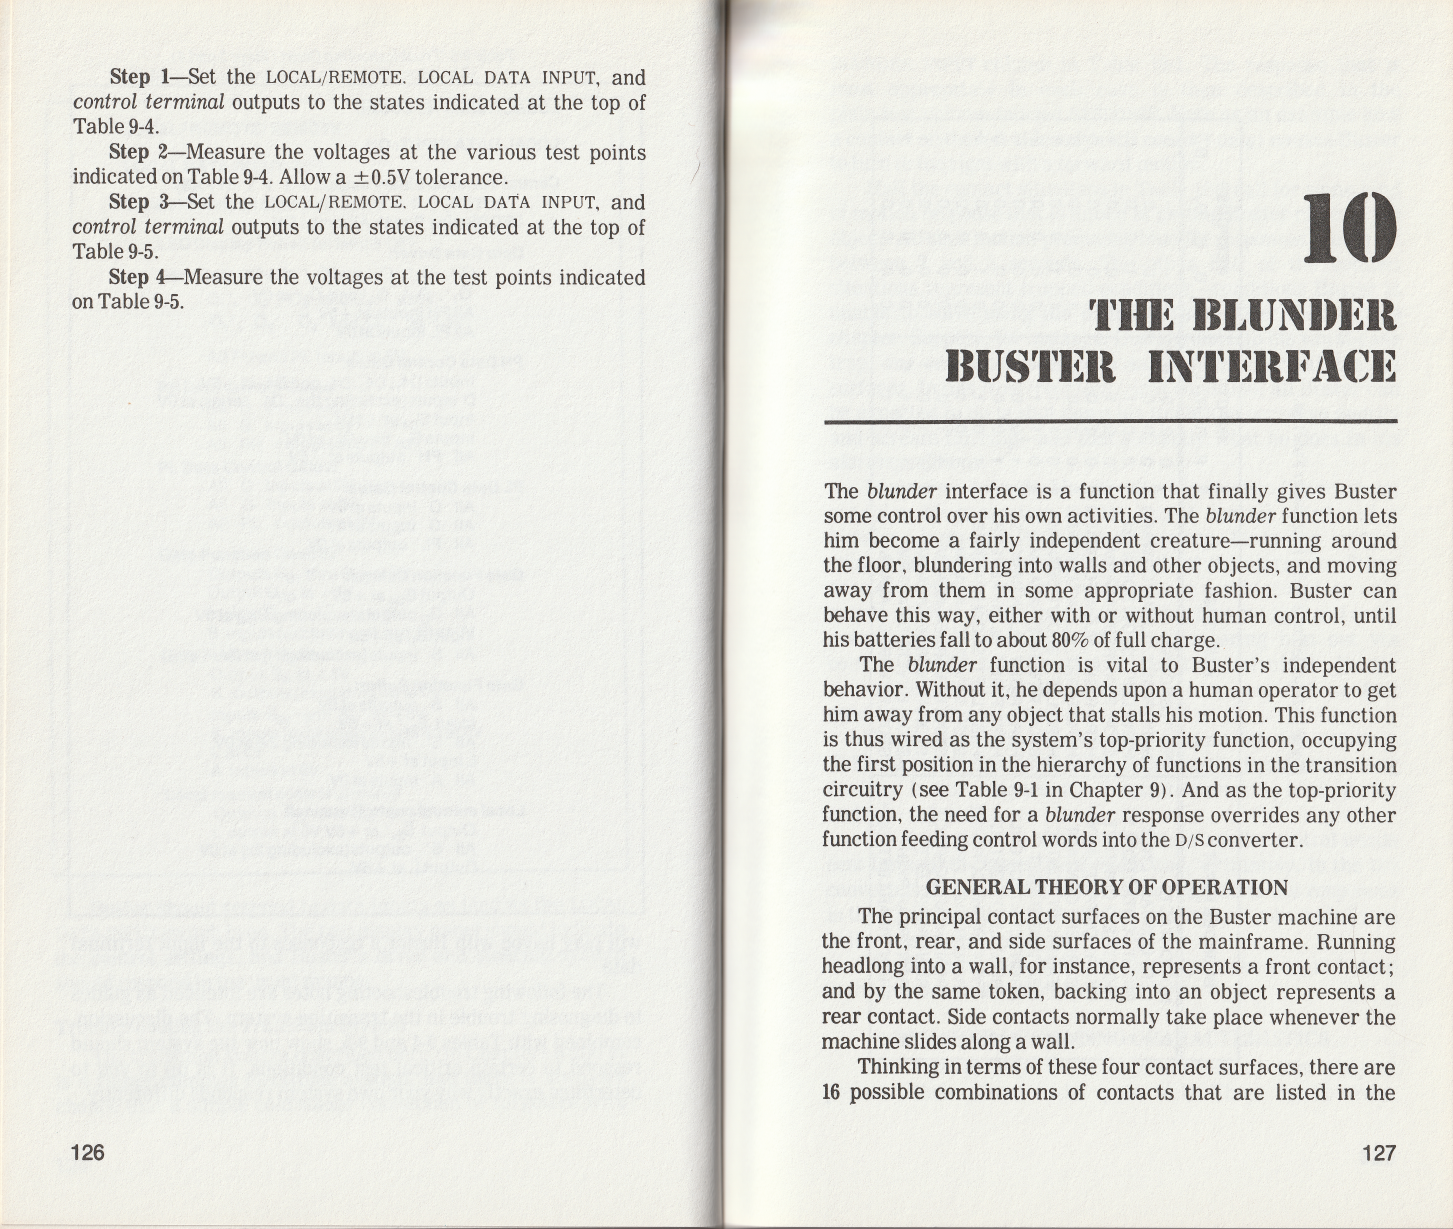 Step 1—Set the LOCAL/REMOTE. LOCAL DATA INPUT, and
control terminal outputs to the states indicated at the top of
Table 9-4.
Step 2—Measure the voltages at the various test points
indicated on Table 9-4. Allow a ±0.5V tolerance.
Step 3—Set the LOCAL/REMOTE. LOCAL DATA INPUT, and
control terminal outputs to the states indicated at the top of
Table 9-5.
Step 4—Measure the voltages at the test points indicated
on Table 9-5.
126
10
THE BLUNDER
BUSTER INTERFACE
The blunder interface is a function that finally gives Buster
some control over his own activities. The blunder function lets
him become a fairly independent creature—running around
the floor, blundering into walls and other objects, and moving
away from them in some appropriate fashion. Buster can
behave this way, either with or without human control, until
his batteries fall to about 80% of full charge.
The blunder function is vital to Buster's independent
behavior. Without it, he depends upon a human operator to get
him away from any object that stalls his motion. This function
is thus wired as the system's top-priority function, occupying
the first position in the hierarchy of functions in the transition
circuitry (see Table 9-1 in Chapter 9). And as the top-priority
function, the need for a blunder response overrides any other
function feeding control words into the D/S converter.
GENERAL THEORY OF OPERATION
The principal contact surfaces on the Buster machine are
the front, rear, and side surfaces of the mainframe. Running
headlong into a wall, for instance, represents a front contact;
and by the same token, backing into an object represents a
rear contact. Side contacts normally take place whenever the
machine slides along a wall.
Thinking in terms of these four contact surfaces, there are
16 possible combinations of contacts that are listed in the
127